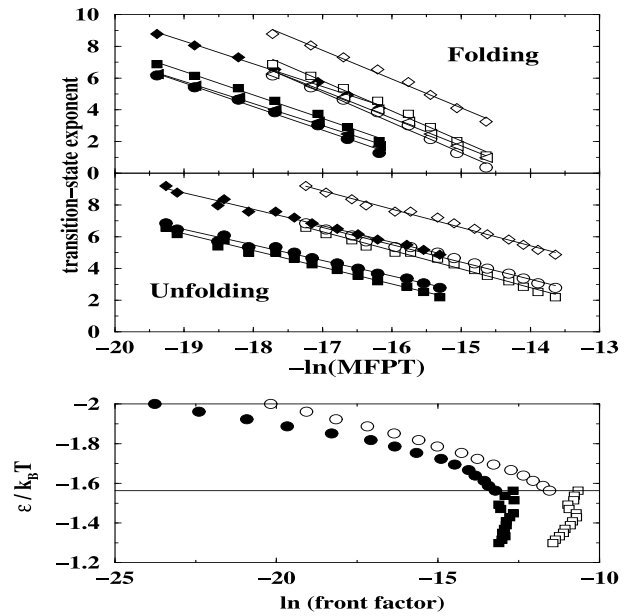 10
8
6
4
2
0
Folding
transition−state exponent
8
6
4
2
0
Unfolding
−20 −19 −18 −17 −16 −15 −14 −13
−ln(MFPT)
−2
−1.8
−1.6
−1.4
−1.2
ε / kBT
−25 −20 −15 −10
ln (front factor)